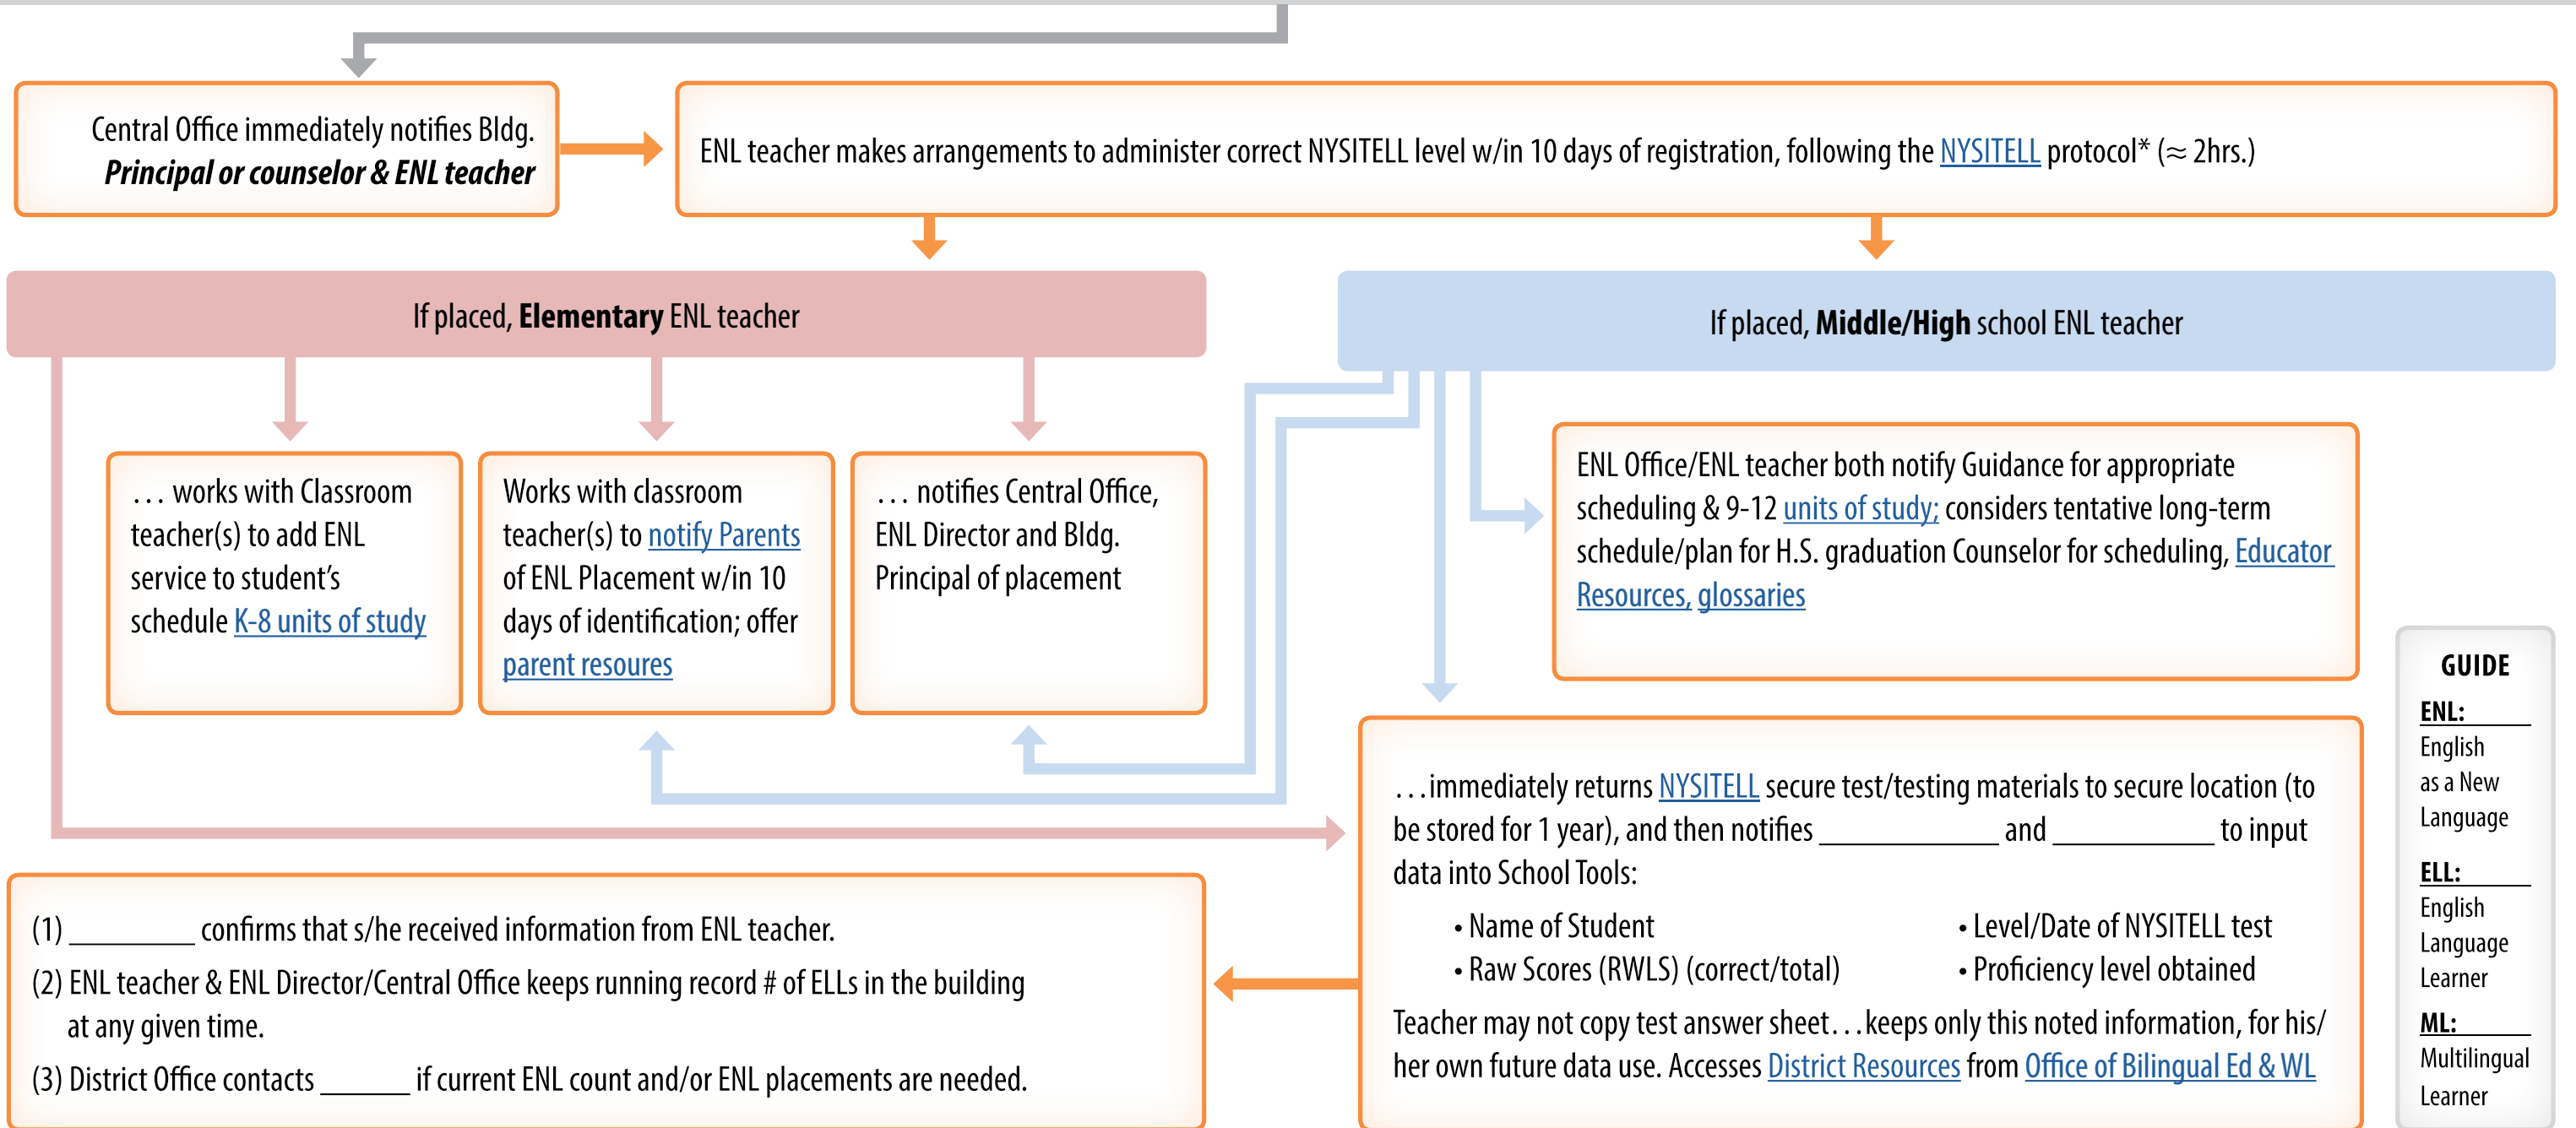 Central Office immediately notifies Bldg.
Principal or counselor & ENL teacher
ENL teacher makes arrangements to administer correct NYSITELL level w/in 10 days of registration, following the NYSITELL protocol* (≈ 2hrs.)
If placed, Elementary ENL teacher
If placed, Middle/High school ENL teacher
… works with Classroom
teacher(s) to add ENL
service to student’s
schedule K-8 units of study
Works with classroom
teacher(s) to notify Parents
of ENL Placement w/in 10
days of identification; offer
parent resoures
… notifies Central Office,
ENL Director and Bldg.
Principal of placement
ENL Office/ENL teacher both notify Guidance for appropriate
scheduling & 9-12 units of study; considers tentative long-term
schedule/plan for H.S. graduation Counselor for scheduling, Educator
Resources, glossaries
…immediately returns NYSITELL secure test/testing materials to secure location (to
be stored for 1 year), and then notifies ____________ and ___________ to input
data into School Tools:
• Name of Student
• Level/Date of NYSITELL test
• Raw Scores (RWLS) (correct/total)
• Proficiency level obtained
Teacher may not copy test answer sheet…keeps only this noted information, for his/
her own future data use. Accesses District Resources from Office of Bilingual Ed & WL
(1) _________ confirms that s/he received information from ENL teacher.
(2) ENL teacher & ENL Director/Central Office keeps running record # of ELLs in the building
at any given time.
(3) District Office contacts ______ if current ENL count and/or ENL placements are needed.
GUIDE
ENL:
English
as a New
Language
ELL:
English
Language
Learner
ML:
Multilingual
Learner